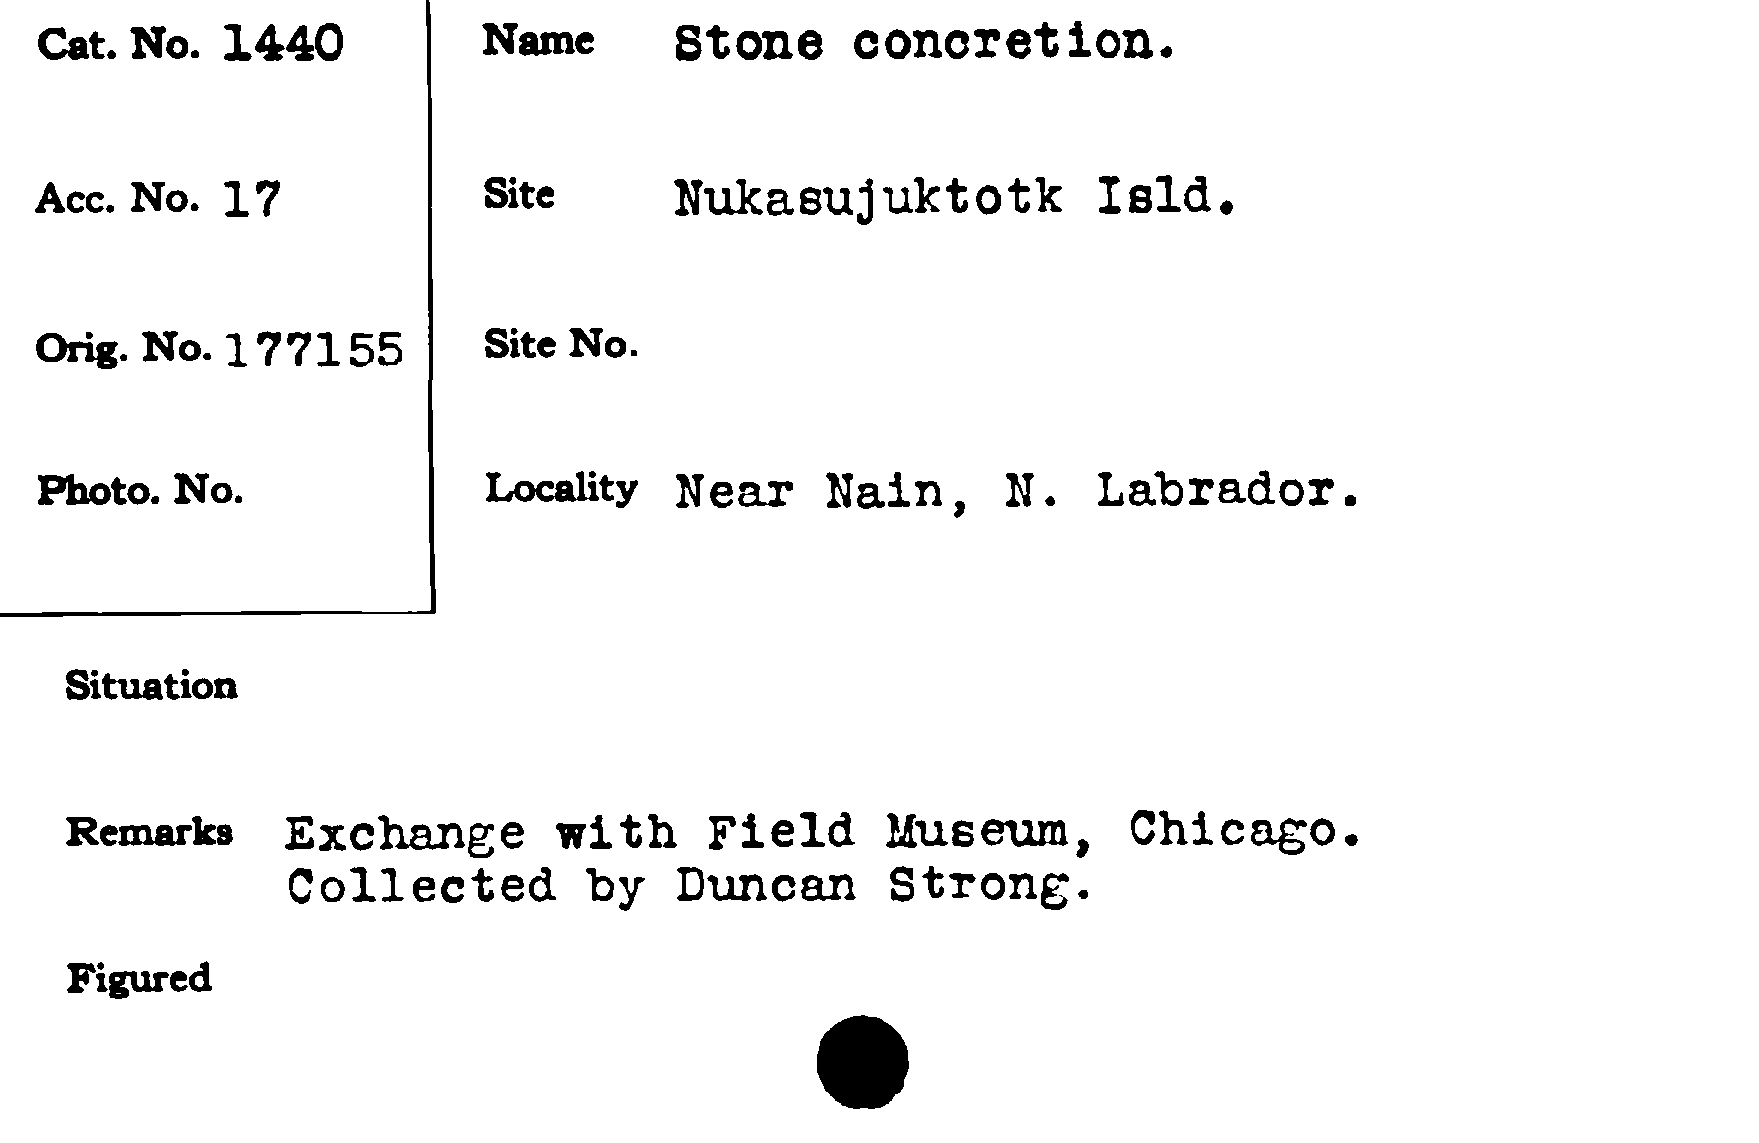 Cat. No. 1440
Name Stone concretion.
Acc. No. 17
Site Nukasujuktotk Isld.
Orig. No. 177155
Site No.
Photo. No.
Locality Near Nain, N. Labrador.
Situation
Remarks Exchange with Field Museum, Chicago.
Collected by Duncan Strong.
Figured